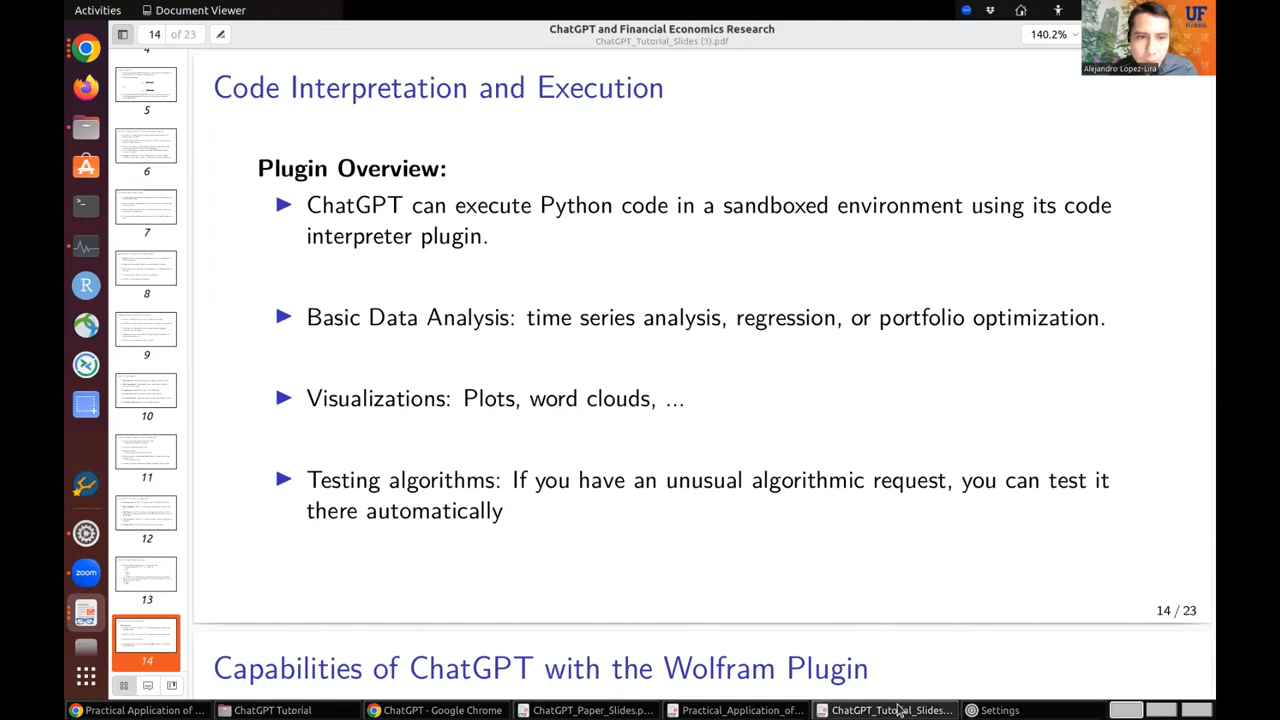 Activities
Document Viewer
14
of 23
ChatGPT and Financial Economics Research
ChatGPT_Tutorial_Slides (3).pdf
140.2%
UF
Alejandro Lopez-Lira
4
5
6
7
8
9
10
11
12
13
14
Code Interpretation and Execution
Plugin Overview:
ChatGPT can execute Python code in a sandboxed environment using its code
interpreter plugin.
Basic Data Analysis: time series analysis, regression, or portfolio optimization.
Visualizations: Plots, word clouds, ...
Testing algorithms: If you have an unusual algorithmic request, you can test it
there automatically
14 / 23
Capabilities of ChatGPT with the Wolfram Plugin
R
zoom
Practical Application of ...
ChatGPT Tutorial
ChatGPT - Google Chrome
ChatGPT_Paper_Slides.p...
Practical_Application_of...
ChatGPT_Tutorial_Slides...
Settings